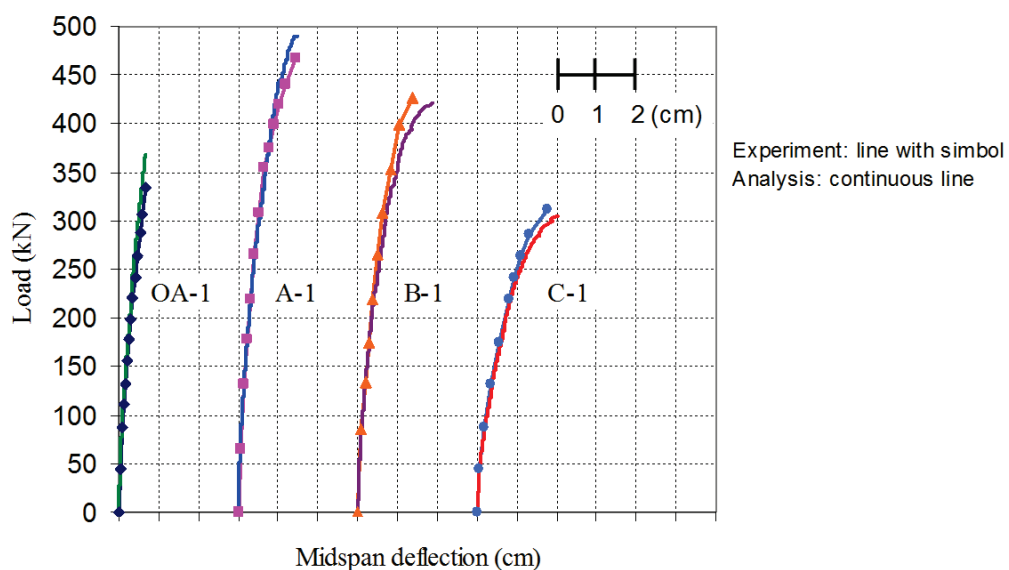 500
450
400
350
300
250
200
150
100
50
0
Load (kN)
OA-1
A-1
B-1
C-1
0 1 2 (cm)
Experiment: line with simbol
Analysis: continuous line
Midspan deflection (cm)